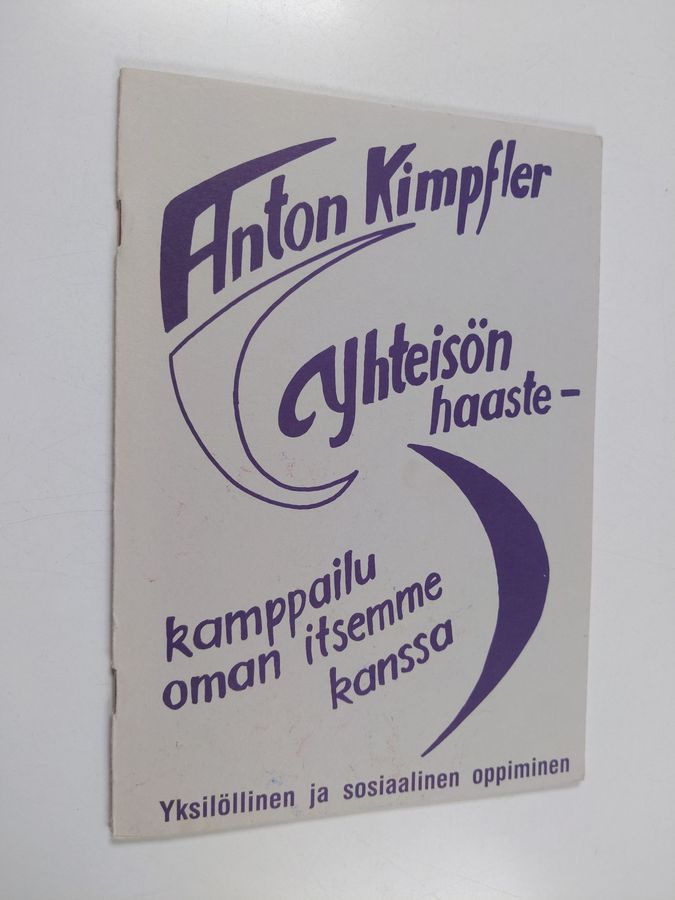 Anton Kimpfler
Yhteisön
haaste–
kamppailu
oman itsemme
kanssa
Yksilöllinen ja sosiaalinen oppiminen